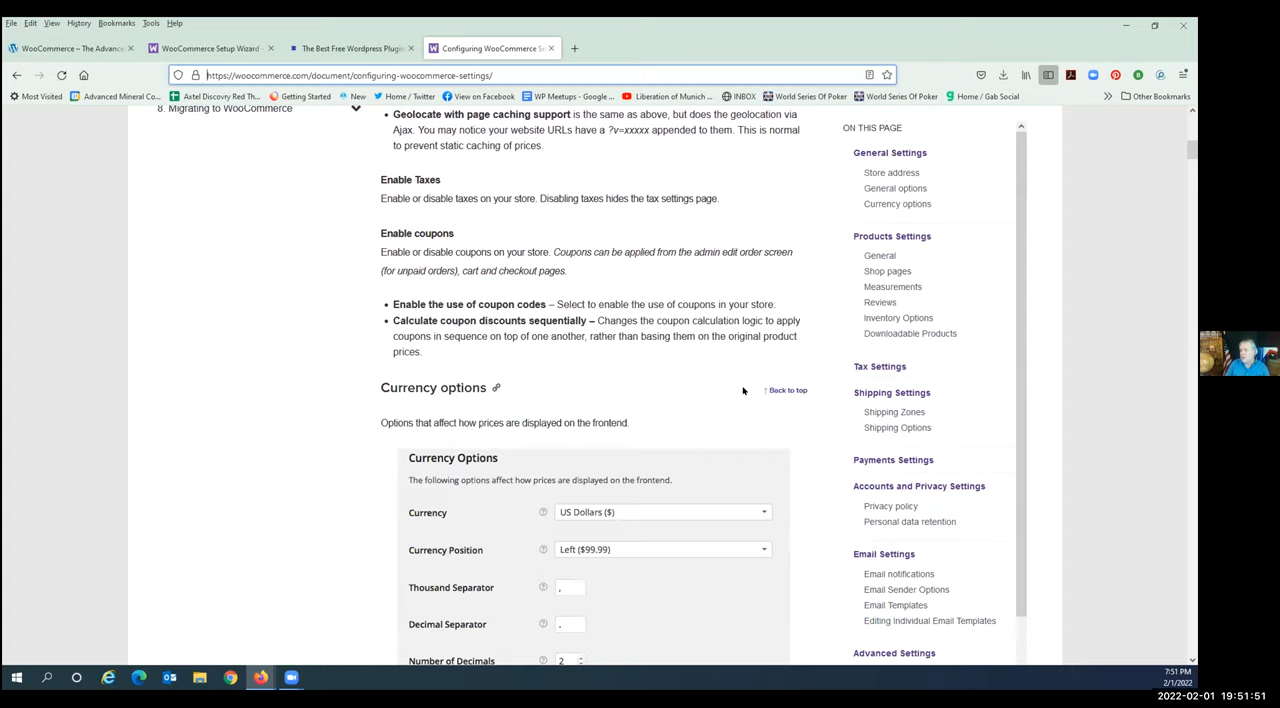 File Edit View History Bookmarks Tools Help
WooCommerce – The Advance
WooCommerce Setup Wizard -
The Best Free Wordpress Plugin
Configuring WooCommerce Se
https://woocommerce.com/document/configuring-woocommerce-settings/
Most Visited
Advanced Mineral Co...
Axtel Discovry Red Th...
Getting Started
New
Home / Twitter
View on Facebook
WP Meetups - Google ...
Liberation of Munich ...
INBOX
World Series Of Poker
World Series Of Poker
Home / Gab Social
Other Bookmarks
8. Migrating to WooCommerce
• Geolocate with page caching support is the same as above, but does the geolocation via
Ajax. You may notice your website URLs have a ?v=xxxxx appended to them. This is normal
to prevent static caching of prices.
Enable Taxes
Enable or disable taxes on your store. Disabling taxes hides the tax settings page.
Enable coupons
Enable or disable coupons on your store. Coupons can be applied from the admin edit order screen
(for unpaid orders), cart and checkout pages.
• Enable the use of coupon codes – Select to enable the use of coupons in your store.
• Calculate coupon discounts sequentially – Changes the coupon calculation logic to apply
coupons in sequence on top of one another, rather than basing them on the original product
prices.
Currency options
↑ Back to top
Options that affect how prices are displayed on the frontend.
Currency Options
The following options affect how prices are displayed on the frontend.
Currency
US Dollars ($)
Currency Position
Left ($99.99)
Thousand Separator
,
Decimal Separator
.
Number of Decimals
2
ON THIS PAGE
General Settings
Store address
General options
Currency options
Products Settings
General
Shop pages
Measurements
Reviews
Inventory Options
Downloadable Products
Tax Settings
Shipping Settings
Shipping Zones
Shipping Options
Payments Settings
Accounts and Privacy Settings
Privacy policy
Personal data retention
Email Settings
Email notifications
Email Sender Options
Email Templates
Editing Individual Email Templates
Advanced Settings
7:51 PM
2/1/2022
2022-02-01 19:51:51